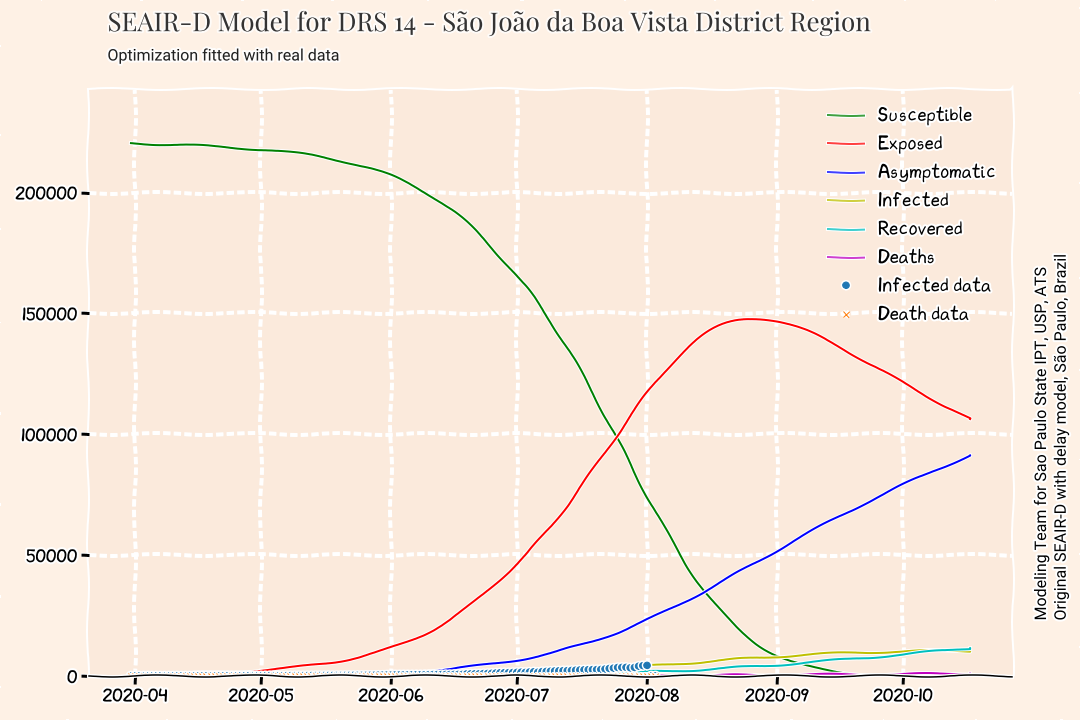 SEAIR-D Model for DRS 14 - São João da Boa Vista District Region
Optimization fitted with real data
Susceptible
Exposed
Asymptomatic
Infected
Recovered
Deaths
Infected data
Death data
200000
150000
100000
50000
0
2020-04
2020-05
2020-06
2020-07
2020-08
2020-09
2020-10
Modeling Team for Sao Paulo State IPT, USP, ATS
Original SEAIR-D with delay model, São Paulo, Brazil